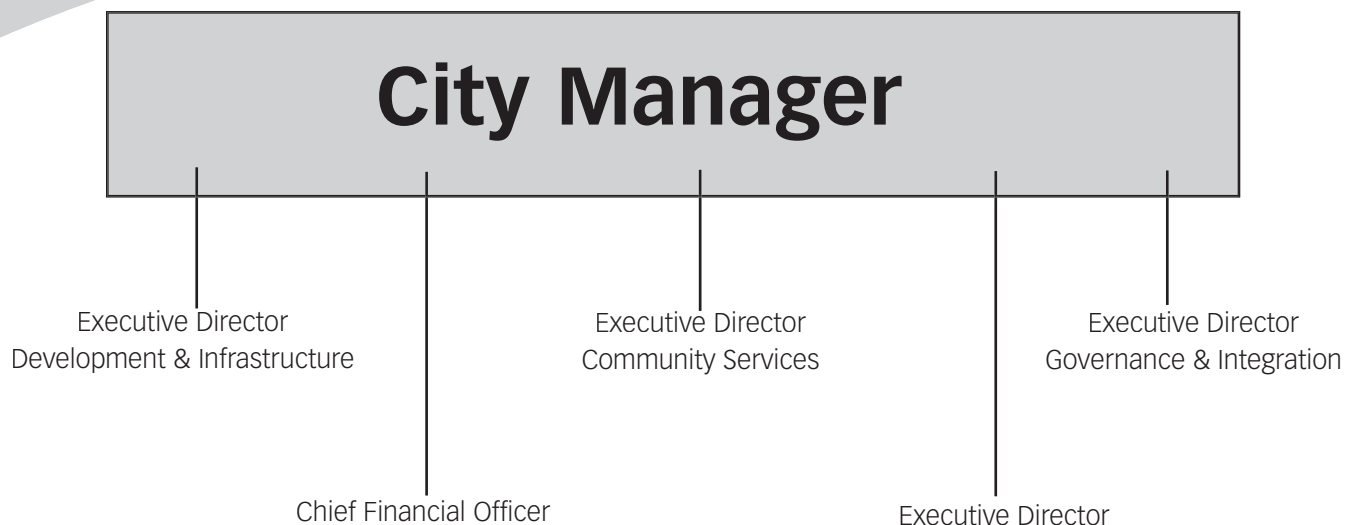 City Manager
Executive Director
Development & Infrastructure
Executive Director
Community Services
Executive Director
Governance & Integration
Chief Financial Officer
Executive Director